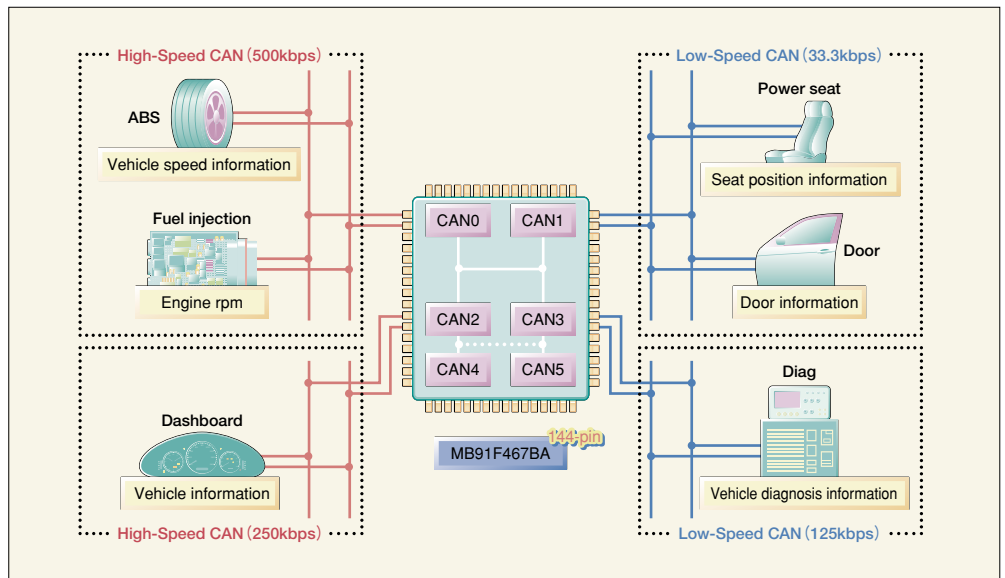 High-Speed CAN (500kbps)
ABS
Vehicle speed information
Fuel injection
Engine rpm
Low-Speed CAN (33.3kbps)
Power seat
Seat position information
Door
Door information
CAN0
CAN1
CAN2
CAN3
CAN4
CAN5
144-pin
MB91F467BA
Dashboard
Vehicle information
High-Speed CAN (250kbps)
Diag
Vehicle diagnosis information
Low-Speed CAN (125kbps)